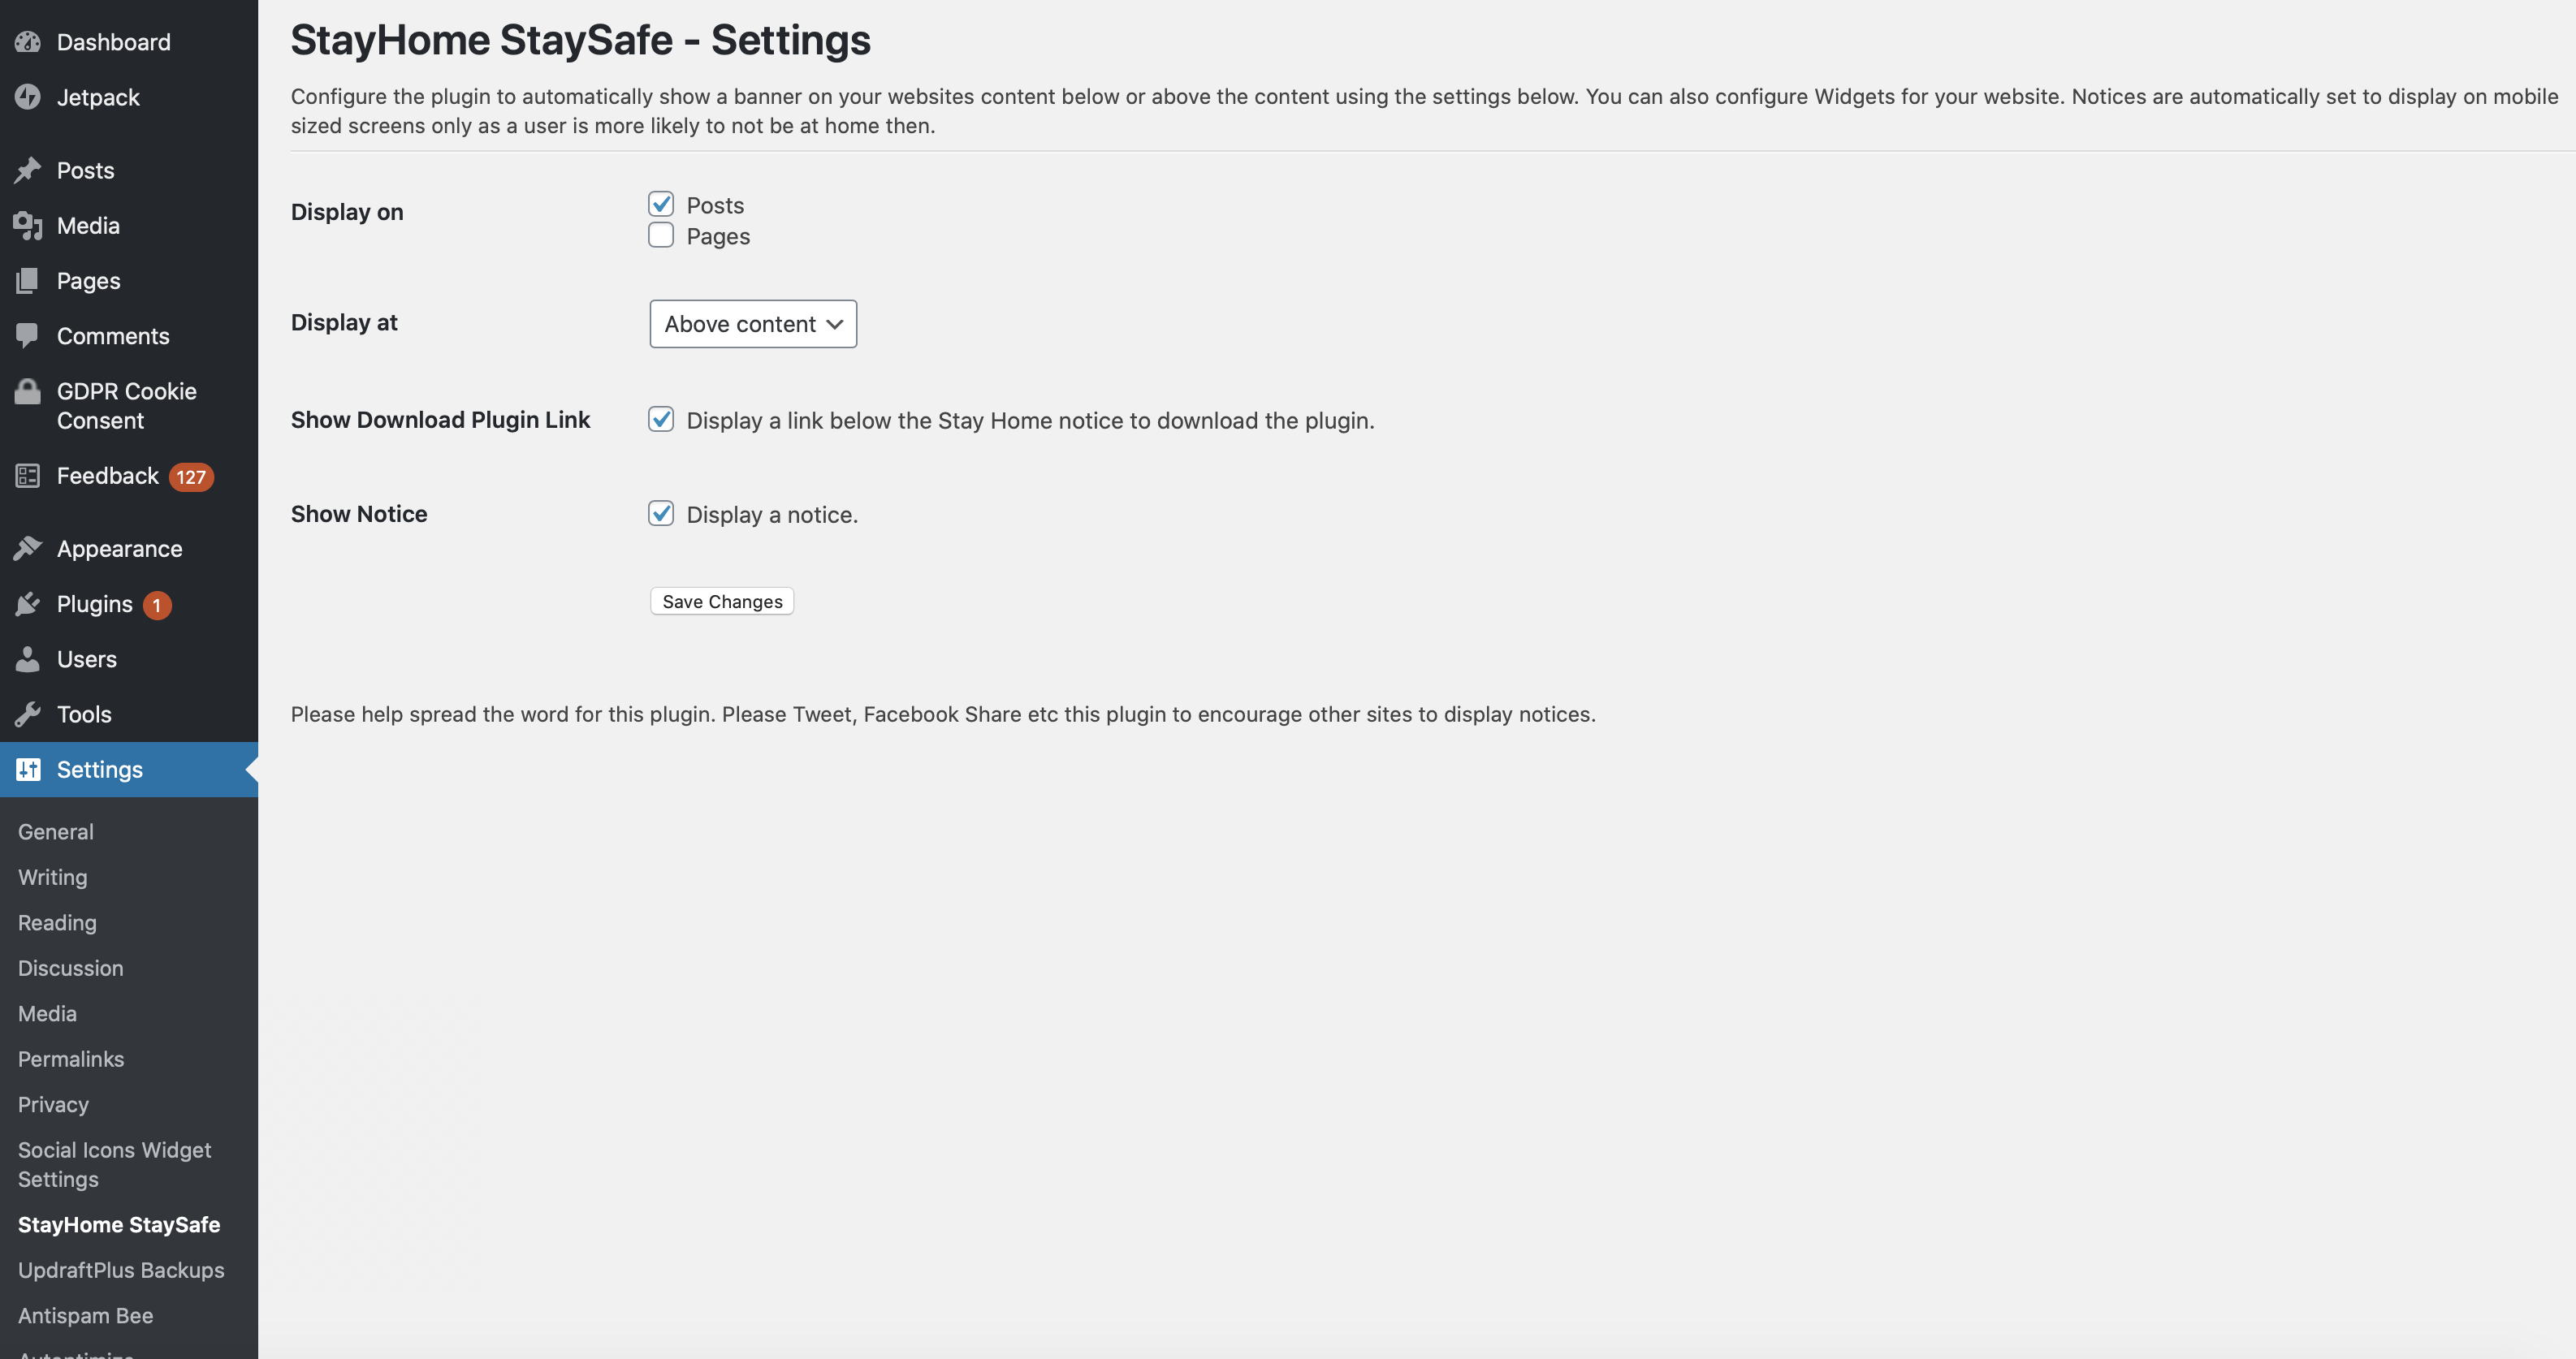 Dashboard
Jetpack
Posts
Media
Pages
Comments
GDPR Cookie
Consent
Feedback 127
Appearance
Plugins 1
Users
Tools
Settings
General
Writing
Reading
Discussion
Media
Permalinks
Privacy
Social Icons Widget
Settings
StayHome StaySafe
UpdraftPlus Backups
Antispam Bee
StayHome StaySafe - Settings
Configure the plugin to automatically show a banner on your websites content below or above the content using the settings below. You can also configure Widgets for your website. Notices are automatically set to display on mobile
sized screens only as a user is more likely to not be at home then.
Display on
Posts
Pages
Display at
Above content
Show Download Plugin Link
Display a link below the Stay Home notice to download the plugin.
Show Notice
Display a notice.
Save Changes
Please help spread the word for this plugin. Please Tweet, Facebook Share etc this plugin to encourage other sites to display notices.